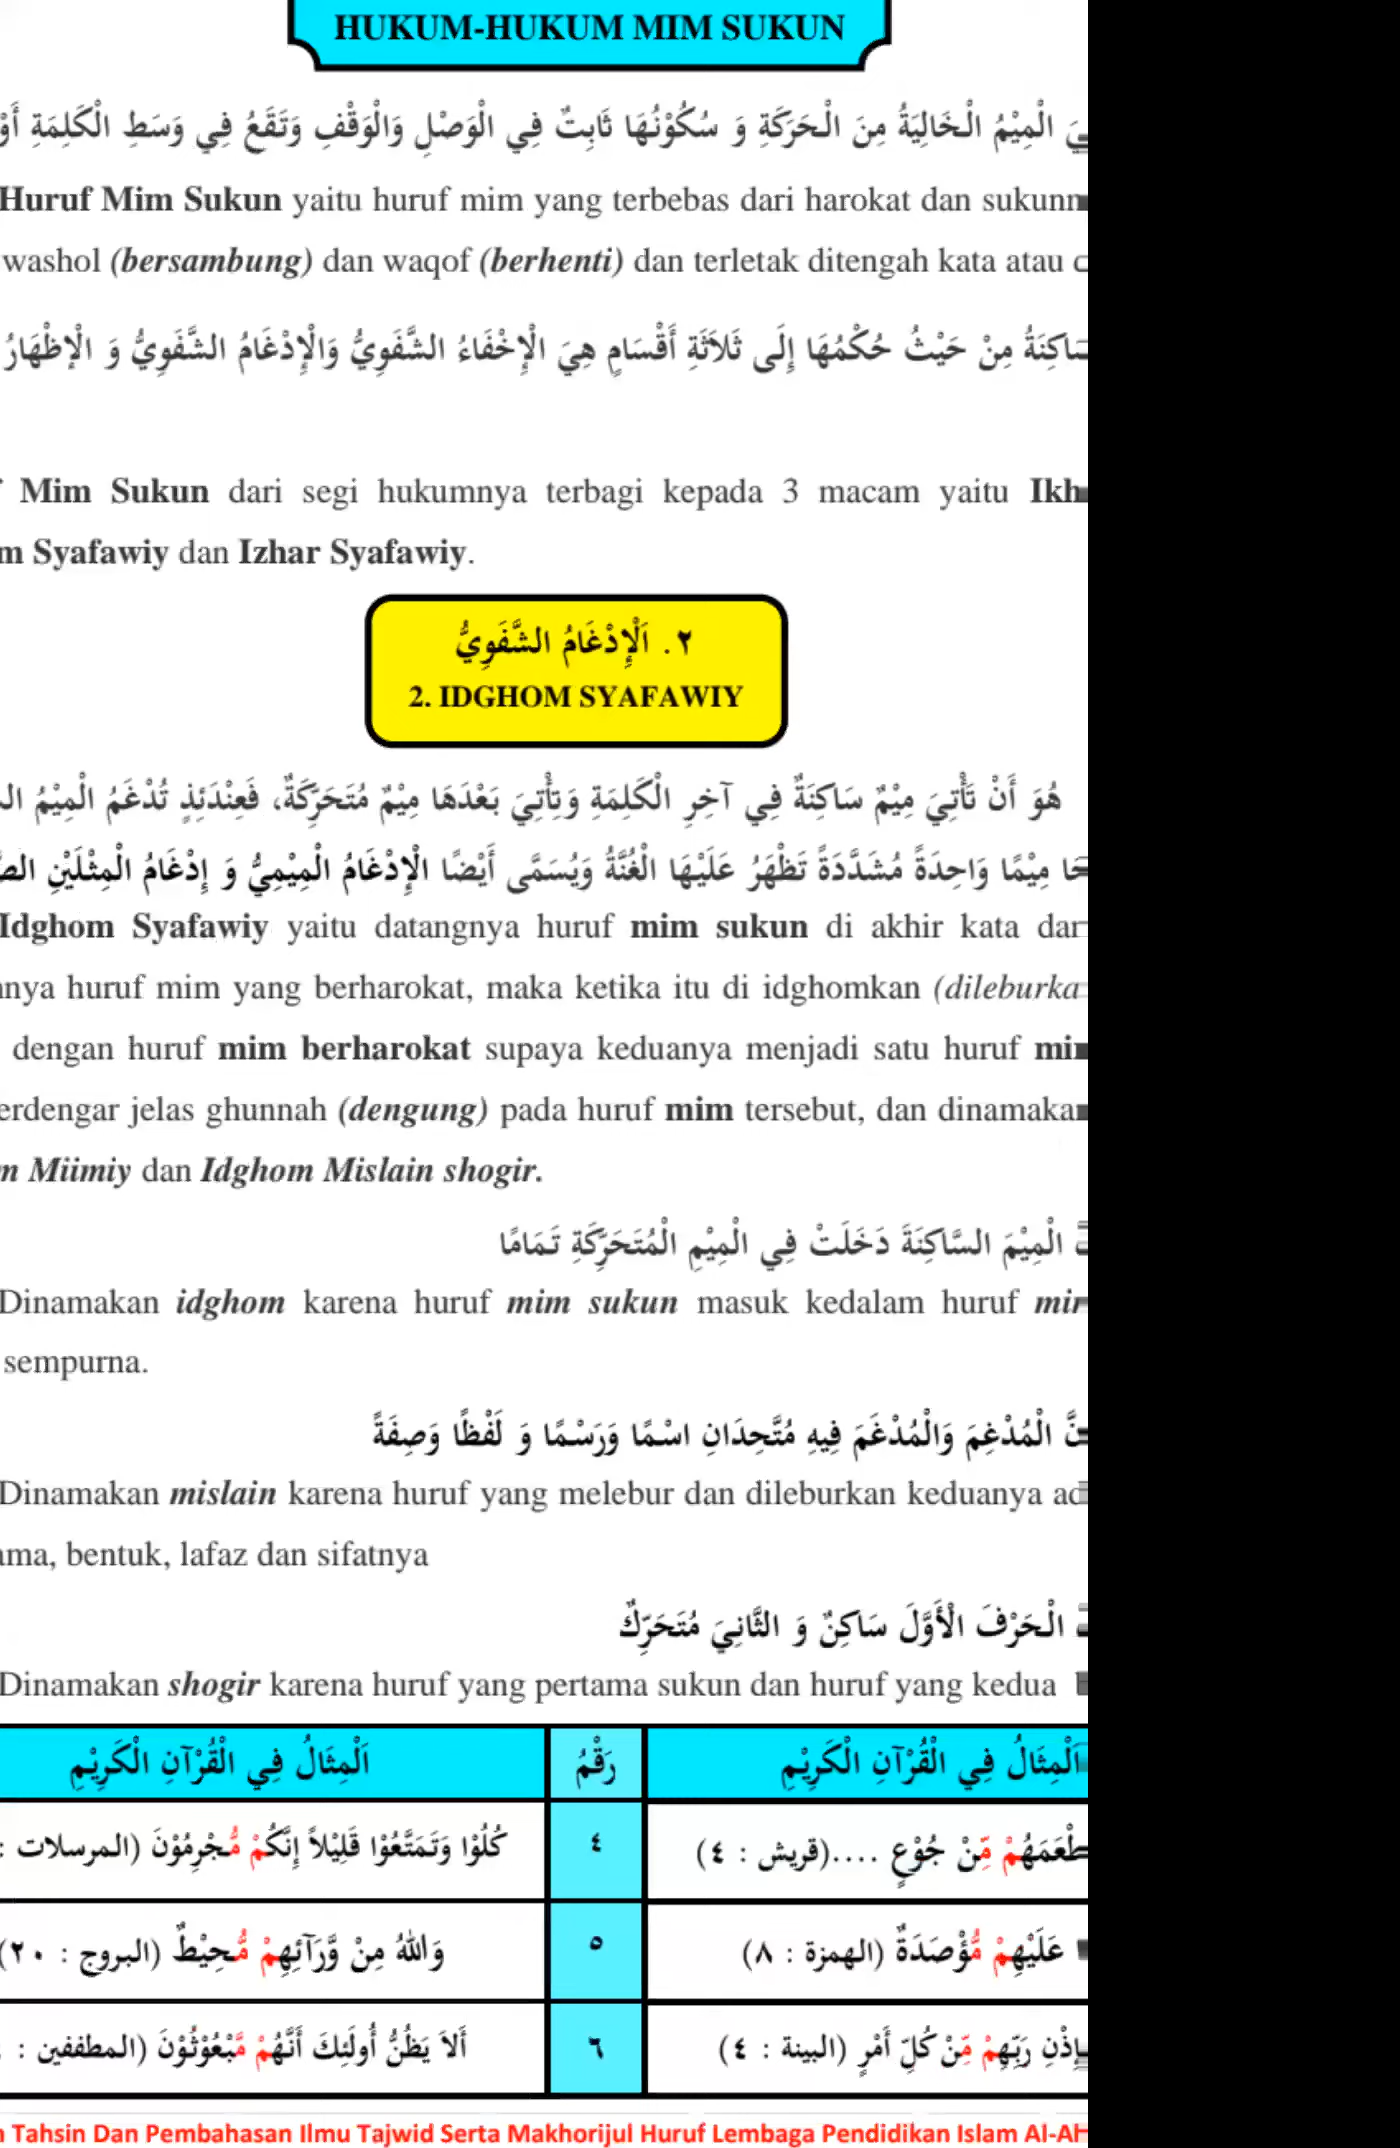 HUKUM-HUKUM MIM SUKUN
الْمِيْمُ الْخَالِيَةُ مِنَ الْحَرَكَةِ وَ سُكُوْنُهَا ثَابِتٌ فِي الْوَصْلِ وَالْوَقْفِ وَتَقَعُ فِي وَسَطِ الْكَلِمَةِ أَوْ
Huruf Mim Sukun yaitu huruf mim yang terbebas dari harokat dan
washol (bersambung) dan waqof (berhenti) dan terletak ditengah kata atau
مِنْ حَيْثُ حُكْمُهَا إِلَى ثَلاَثَةِ أَقْسَامٍ هِيَ الْإِخْفَاءُ الشَّفَوِيُّ وَالْإِدْغَامُ الشَّفَوِيُّ وَ الْإِظْهَارُ
Mim Sukun dari segi hukumnya terbagi kepada 3 macam yaitu
Syafawiy dan Izhar Syafawiy.
٢. اَلْإِدْغَامُ الشَّفَوِيُّ
2. IDGHOM SYAFAWIY
هُوَ أَنْ تَأْتِيَ مِيْمٌ سَاكِنَةٌ فِي آخِرِ الْكَلِمَةِ وَتِأْتِيَ بَعْدَهَا مِيْمٌ مُتَحَرِّكَةٌ، فَعِنْدَئِذٍ تُدْغَمُ الْمِيْمُ
مِيْمًا وَاحِدَةً مُشَدَّدَةً تَظْهَرُ عَلَيْهَا الْغُنَّةُ وَيُسَمَّى أَيْضًا الْإِدْغَامُ الْمِيْمِيُّ وَ إِدْغَامُ الْمِثْلَيْنِ
Idghom Syafawiy yaitu datangnya huruf mim sukun di akhir kata
huruf mim yang berharokat, maka ketika itu di idghomkan
dengan huruf mim berharokat supaya keduanya menjadi satu huruf
jelas ghunnah (dengung) pada huruf mim tersebut, dan
Miimiy dan Idghom Mislain shogir.
الْمِيْمَ السَّاكِنَةَ دَخَلَتْ فِي الْمِيْمِ الْمُتَحَرِّكَةِ تَمَامًا
Dinamakan idghom karena huruf mim sukun masuk kedalam huruf
sempurna.
الْمُدْغِمَ وَالْمُدْغَمَ فِيهِ مُتَّحِدَانِ اسْمًا وَرَسْمًا وَ لَفْظًا وَصِفَةً
Dinamakan mislain karena huruf yang melebur dan dileburkan keduanya
bentuk, lafaz dan sifatnya
الْحَرْفَ الْأَوَّلَ سَاكِنٌ وَ الثَّانِيَ مُتَحَرِّكٌ
Dinamakan shogir karena huruf yang pertama sukun dan huruf yang kedua
اَلْمِثَالُ فِي الْقُرْآنِ الْكَرِيْمِ رَقْمُ اَلْمِثَالُ فِي الْقُرْآنِ الْكَرِيْمِ
مِّنْ جُوْعٍ ....(قريش : ٤) ٤ كُلُوْا وَتَمَتَّعُوْا قَلِيْلاً إِنَّكُمْ مُّجْرِمُوْنَ (المرسلات :
عَلَيْهِمْ مُّؤْصَدَةٌ (الهمزة : ٨) ٥ وَاللهُ مِنْ وَّرَآئِهِمْ مُّحِيْطٌ (البروج : ٢٠)
بِإِذْنِ رَبِّهِمْ مِّنْ كُلِّ أَمْرٍ (البينة : ٤) ٦ أَلاَ يَظُنُّ أُولَئِكَ أَنَّهُمْ مَّبْعُوْثُوْنَ (المطففين :
Tahsin Dan Pembahasan Ilmu Tajwid Serta Makhorijul Huruf Lembaga Pendidikan Islam